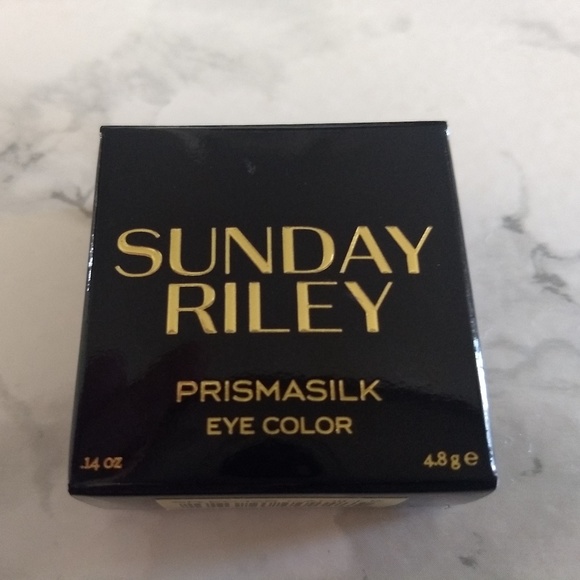 SUNDAY
RILEY
PRISMASILK
EYE COLOR
.14 oz
4.8 g ℮